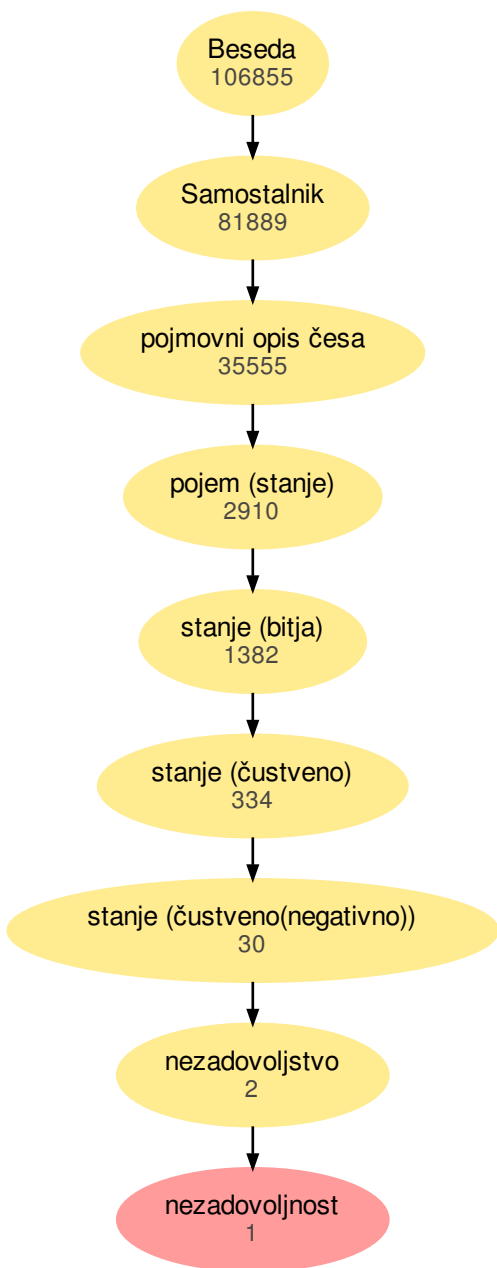 Beseda
106855
Samostalnik
81889
pojmovni opis česa
35555
pojem (stanje)
2910
stanje (bitja)
1382
stanje (čustveno)
334
stanje (čustveno(negativno))
30
nezadovoljstvo
2
nezadovoljnost
1